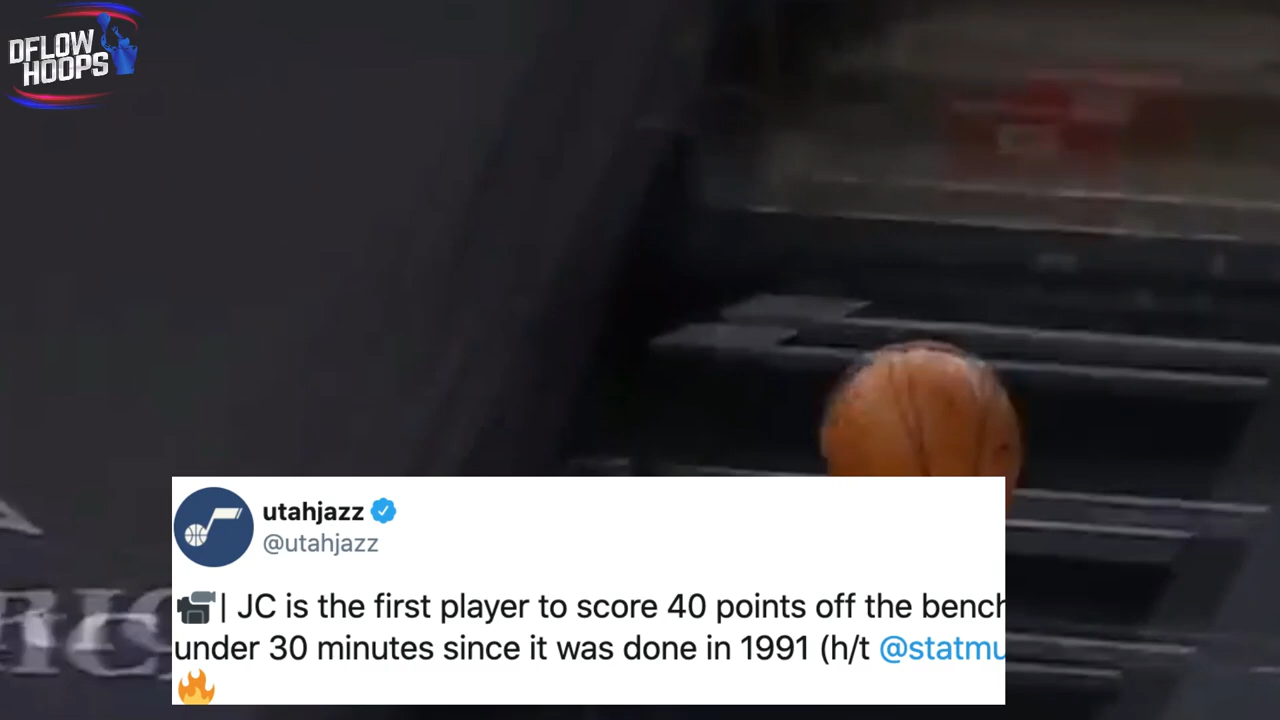 DFLOW
HOOPS
utahjazz
@utahjazz
| JC is the first player to score 40 points off the bench
under 30 minutes since it was done in 1991 (h/t @statmu
🔥